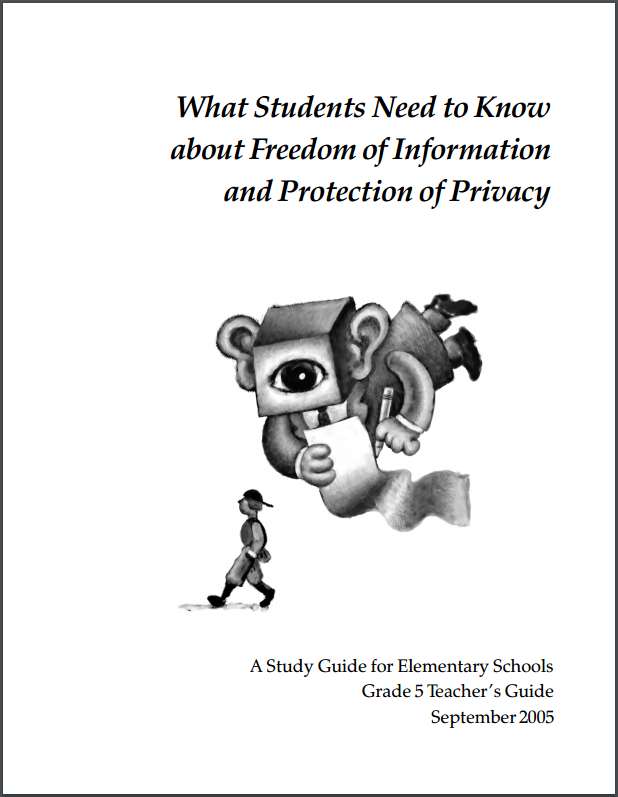 What Students Need to Know
about Freedom of Information
and Protection of Privacy
A Study Guide for Elementary Schools
Grade 5 Teacher's Guide
September 2005